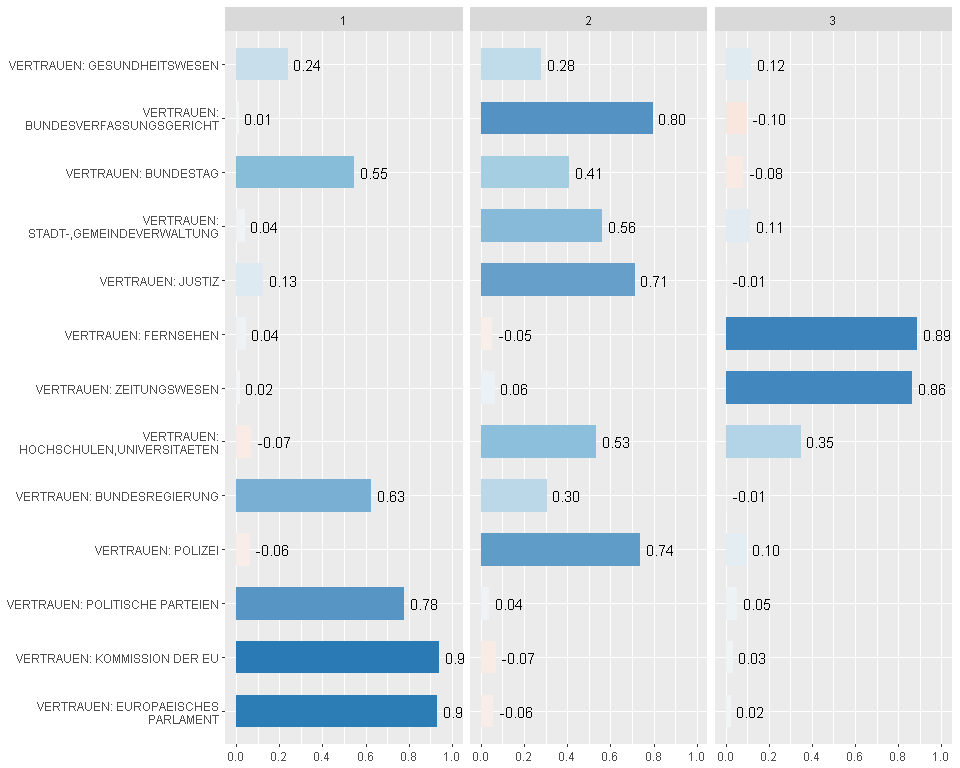 1 2 3
VERTRAUEN: GESUNDHEITSWESEN 0.24 0.28 0.12
VERTRAUEN:
BUNDESVERFASSUNGSGERICHT 0.01 0.80 -0.10
VERTRAUEN: BUNDESTAG 0.55 0.41 -0.08
VERTRAUEN:
STADT-,GEMEINDEVERWALTUNG 0.04 0.56 0.11
VERTRAUEN: JUSTIZ 0.13 0.71 -0.01
VERTRAUEN: FERNSEHEN 0.04 -0.05 0.89
VERTRAUEN: ZEITUNGSWESEN 0.02 0.06 0.86
VERTRAUEN:
HOCHSCHULEN,UNIVERSITAETEN -0.07 0.53 0.35
VERTRAUEN: BUNDESREGIERUNG 0.63 0.30 -0.01
VERTRAUEN: POLIZEI -0.06 0.74 0.10
VERTRAUEN: POLITISCHE PARTEIEN 0.78 0.04 0.05
VERTRAUEN: KOMMISSION DER EU 0.9 -0.07 0.03
VERTRAUEN: EUROPAEISCHES
PARLAMENT 0.9 -0.06 0.02
0.0 0.2 0.4 0.6 0.8 1.0 0.0 0.2 0.4 0.6 0.8 1.0 0.0 0.2 0.4 0.6 0.8 1.0